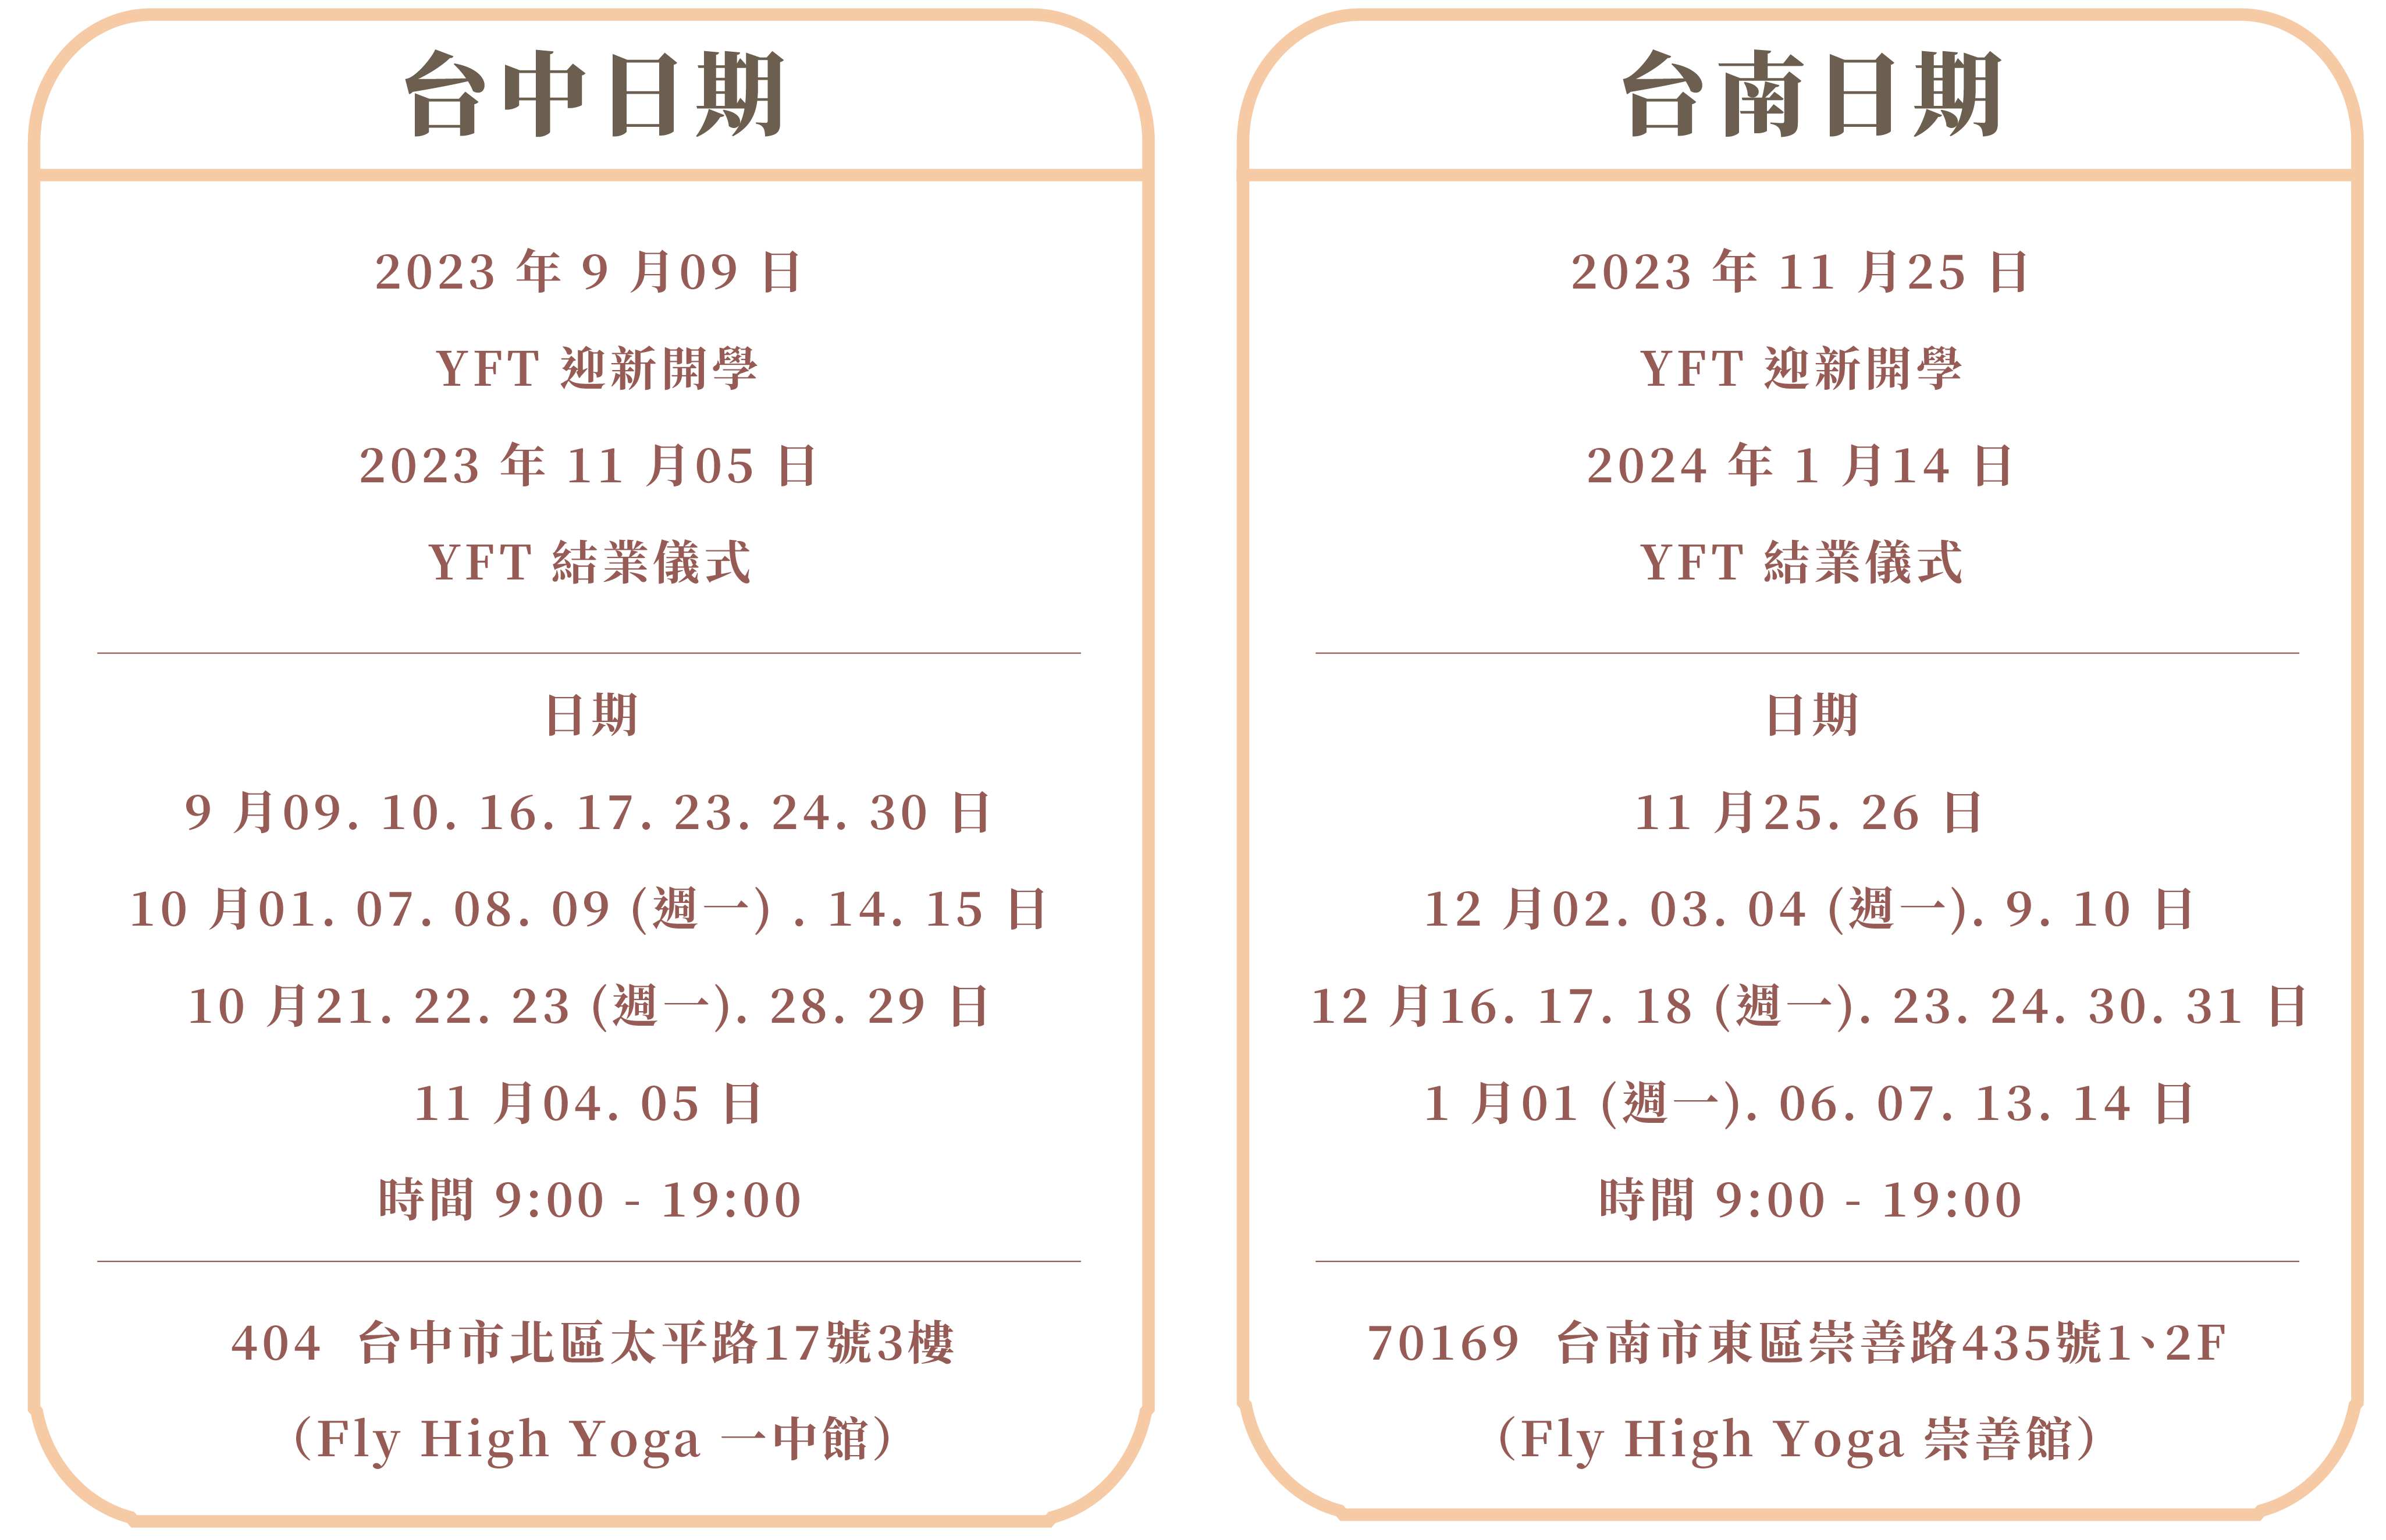 台中日期
2023 年 9 月09 日
YFT 迎新開學
2023 年 11 月05 日
YFT 結業儀式
日期
9 月09. 10. 16. 17. 23. 24. 30 日
10 月01. 07. 08. 09 (週一) . 14. 15 日
10 月21. 22. 23 (週一). 28. 29 日
11 月04. 05 日
時間 9:00 - 19:00
404 台中市北區太平路17號3樓
（Fly High Yoga 一中館）
台南日期
2023 年 11 月25 日
YFT 迎新開學
2024 年 1 月14 日
YFT 結業儀式
日期
11 月25. 26 日
12 月02. 03. 04 (週一). 9. 10 日
12 月16. 17. 18 (週一). 23. 24. 30. 31 日
1 月01 (週一). 06. 07. 13. 14 日
時間 9:00 - 19:00
70169 台南市東區崇善路435號1、2F
（Fly High Yoga 崇善館）